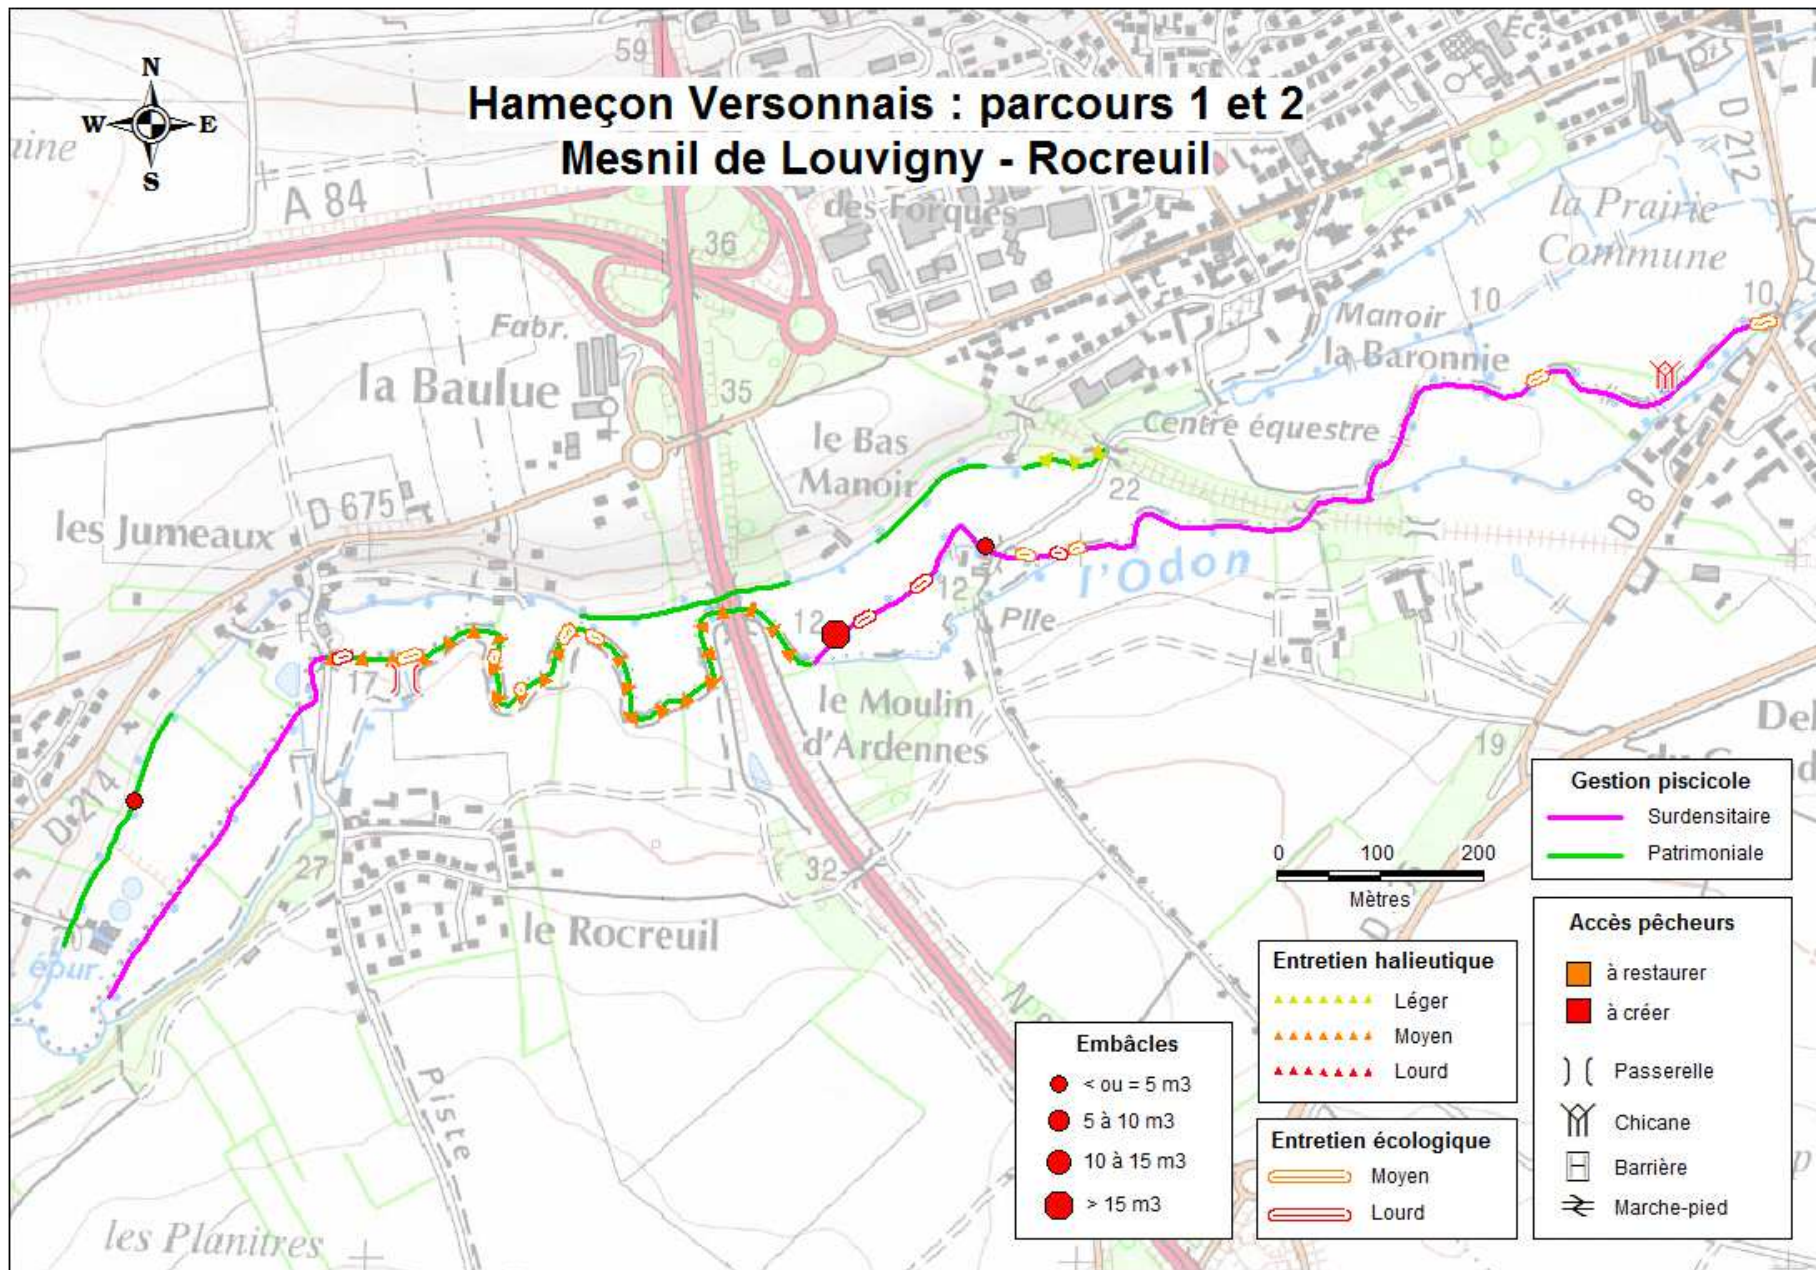 Hameçon Versonnais : parcours 1 et 2
Mesnil de Louvigny - Rocreuil
N
W
E
S
59
Ec.
D 212
aine
A 84
des Forques
la Prairie
Commune
36
10
10
Fabr.
Manoir
la Baronnie
la Baulue
35
le Bas
Manoir
Centre équestre
22
D 675
les Jumeaux
D 8
l'Odon
12
12
Pile
17
le Moulin
d'Ardennes
19
D 214
27
32
le Rocreuil
épur.
Piste
les Planitres
0
100
200
Mètres
Gestion piscicole
Surdensitaire
Patrimoniale
Accès pêcheurs
à restaurer
à créer
Passerelle
Chicane
Barrière
Marche-pied
Entretien halieutique
Léger
Moyen
Lourd
Entretien écologique
Moyen
Lourd
Embâcles
< ou = 5 m3
5 à 10 m3
10 à 15 m3
> 15 m3